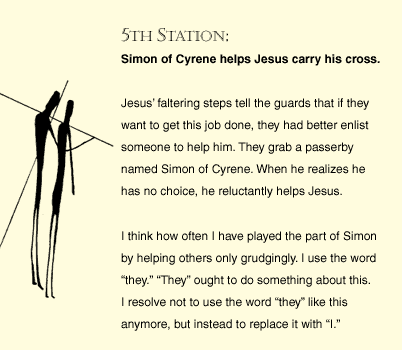 5TH STATION:
Simon of Cyrene helps Jesus carry his cross.
Jesus’ faltering steps tell the guards that if they
want to get this job done, they had better enlist
someone to help him. They grab a passerby
named Simon of Cyrene. When he realizes he
has no choice, he reluctantly helps Jesus.
I think how often I have played the part of Simon
by helping others only grudgingly. I use the word
“they.” “They” ought to do something about this.
I resolve not to use the word “they” like this
anymore, but instead to replace it with “I.”